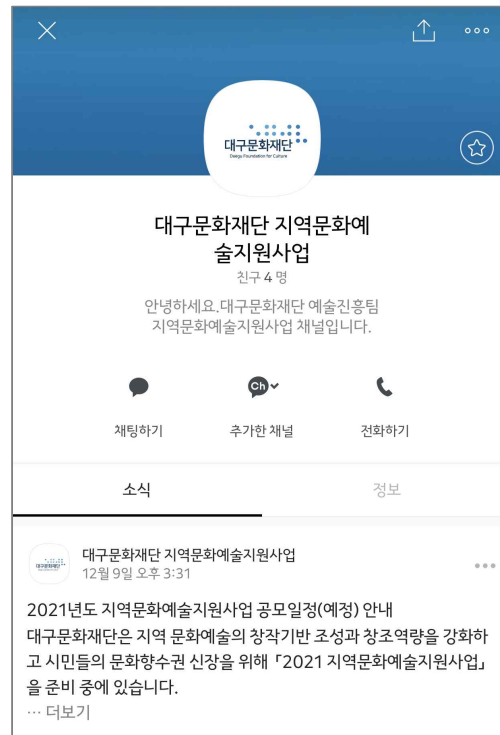 대구문화재단
Daegu Foundation for Culture
대구문화재단 지역문화예
술지원사업
친구 4 명
안녕하세요.대구문화재단 예술진흥팀
지역문화예술지원사업 채널입니다.
채팅하기
Ch
추가한 채널
전화하기
소식
정보
대구문화재단
대구문화재단 지역문화예술지원사업
12월 9일 오후 3:31
2021년도 지역문화예술지원사업 공모일정(예정) 안내
대구문화재단은 지역 문화예술의 창작기반 조성과 창조역량을 강화하
고 시민들의 문화향수권 신장을 위해 「2021 지역문화예술지원사업」
을 준비 중에 있습니다.
… 더보기